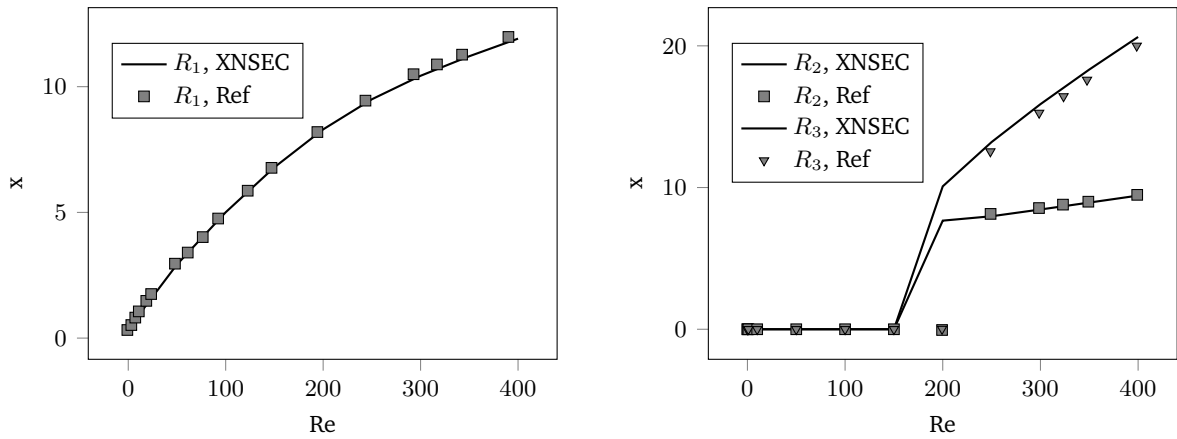 R₁, XNSEC
R₁, Ref
10
5
0
x
0 100 200 300 400
Re
R₂, XNSEC
R₂, Ref
R₃, XNSEC
R₃, Ref
20
10
0
x
0 100 200 300 400
Re